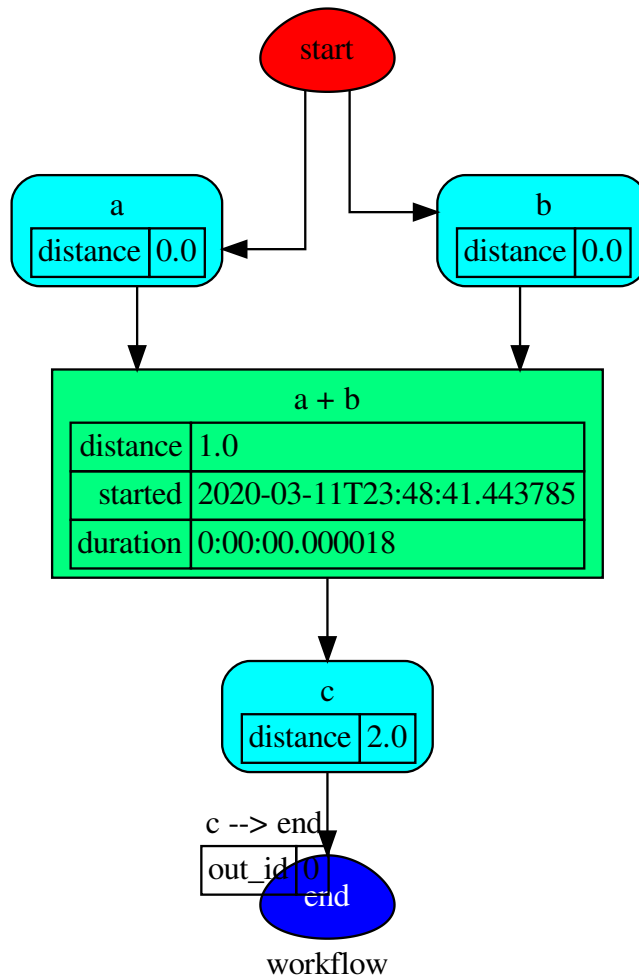 start
a
distance 0.0
b
distance 0.0
a + b
distance 1.0
started 2020-03-11T23:48:41.443785
duration 0:00:00.000018
c
distance 2.0
c --> end
out_id 0
end
workflow